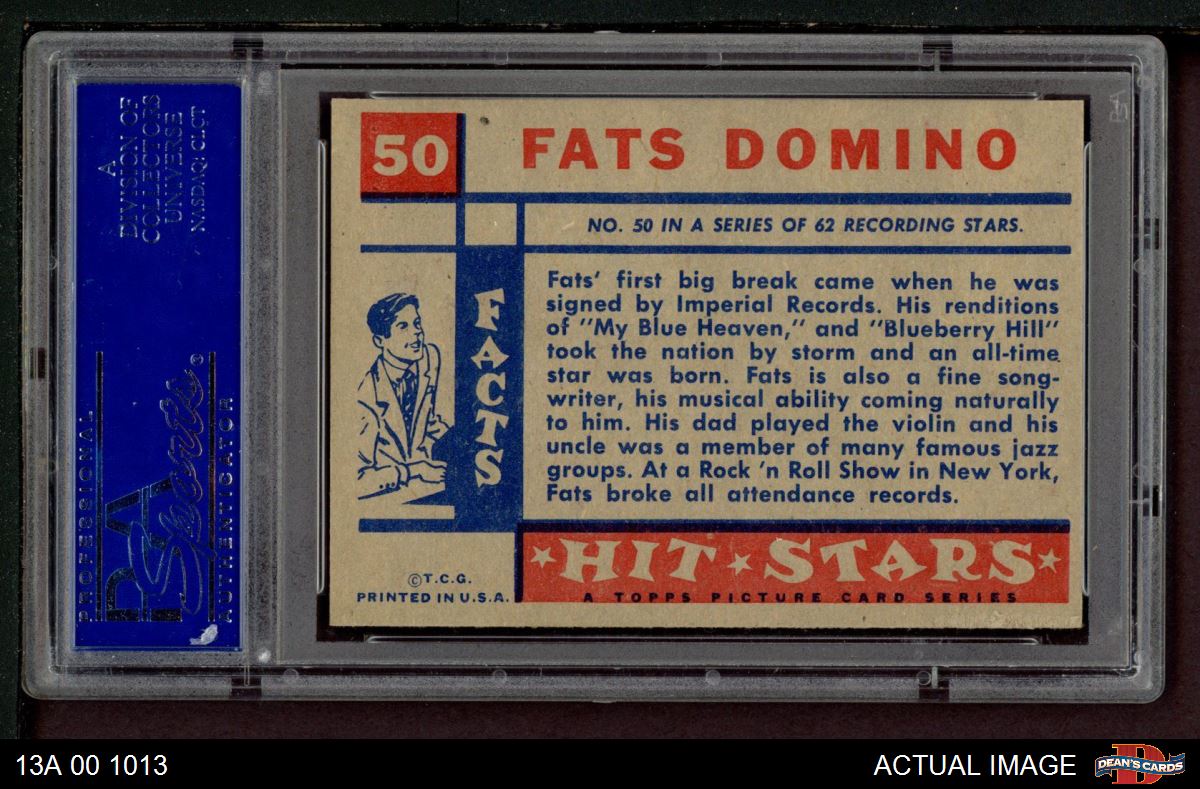 A
DIVISION OF
COLLECTORS
UNIVERSE
NASDAQ: CLCT
PROFESSIONAL
PSA
Sports®
AUTHENTICATOR
50
FATS DOMINO
NO. 50 IN A SERIES OF 62 RECORDING STARS.
FACTS
Fats' first big break came when he was
signed by Imperial Records. His renditions
of "My Blue Heaven," and "Blueberry Hill"
took the nation by storm and an all-time
star was born. Fats is also a fine song-
writer, his musical ability coming naturally
to him. His dad played the violin and his
uncle was a member of many famous jazz
groups. At a Rock 'n Roll Show in New York,
Fats broke all attendance records.
©T.C.G.
PRINTED IN U.S.A.
HIT STARS
A TOPPS PICTURE CARD SERIES
PSA
13A 00 1013
ACTUAL IMAGE
DEAN'S CARDS